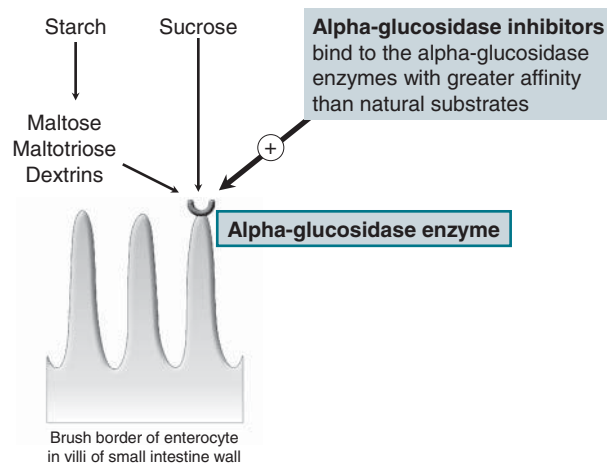 Starch
Sucrose
Alpha-glucosidase inhibitors
bind to the alpha-glucosidase
enzymes with greater affinity
than natural substrates
+
Maltose
Maltotriose
Dextrins
Alpha-glucosidase enzyme
Brush border of enterocyte
in villi of small intestine wall